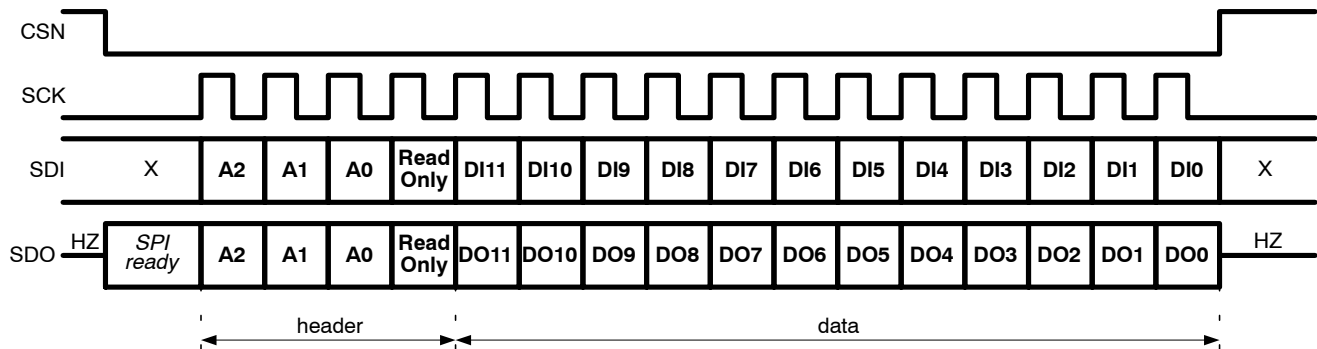 CSN
SCK
SDI X A2 A1 A0 Read Only DI11 DI10 DI9 DI8 DI7 DI6 DI5 DI4 DI3 DI2 DI1 DI0 X
SDO HZ SPI ready A2 A1 A0 Read Only DO11 DO10 DO9 DO8 DO7 DO6 DO5 DO4 DO3 DO2 DO1 DO0 HZ
header data